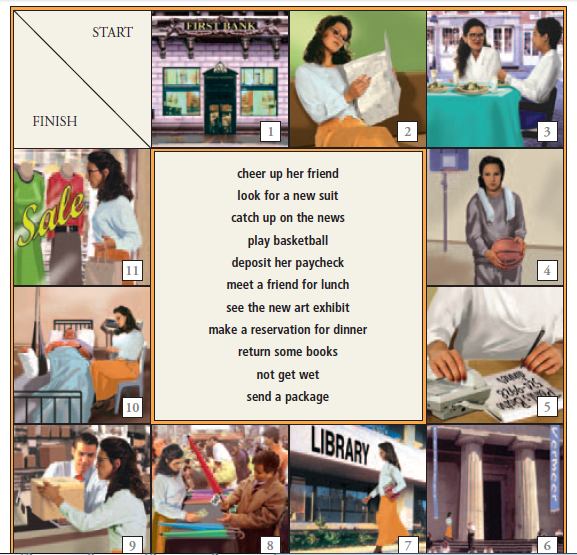 START
FINISH
FIRST BANK
1
2
3
Sale
11
cheer up her friend
look for a new suit
catch up on the news
play basketball
deposit her paycheck
meet a friend for lunch
see the new art exhibit
make a reservation for dinner
return some books
not get wet
send a package
4
10
5
9
8
LIBRARY
7
Vermeer
6